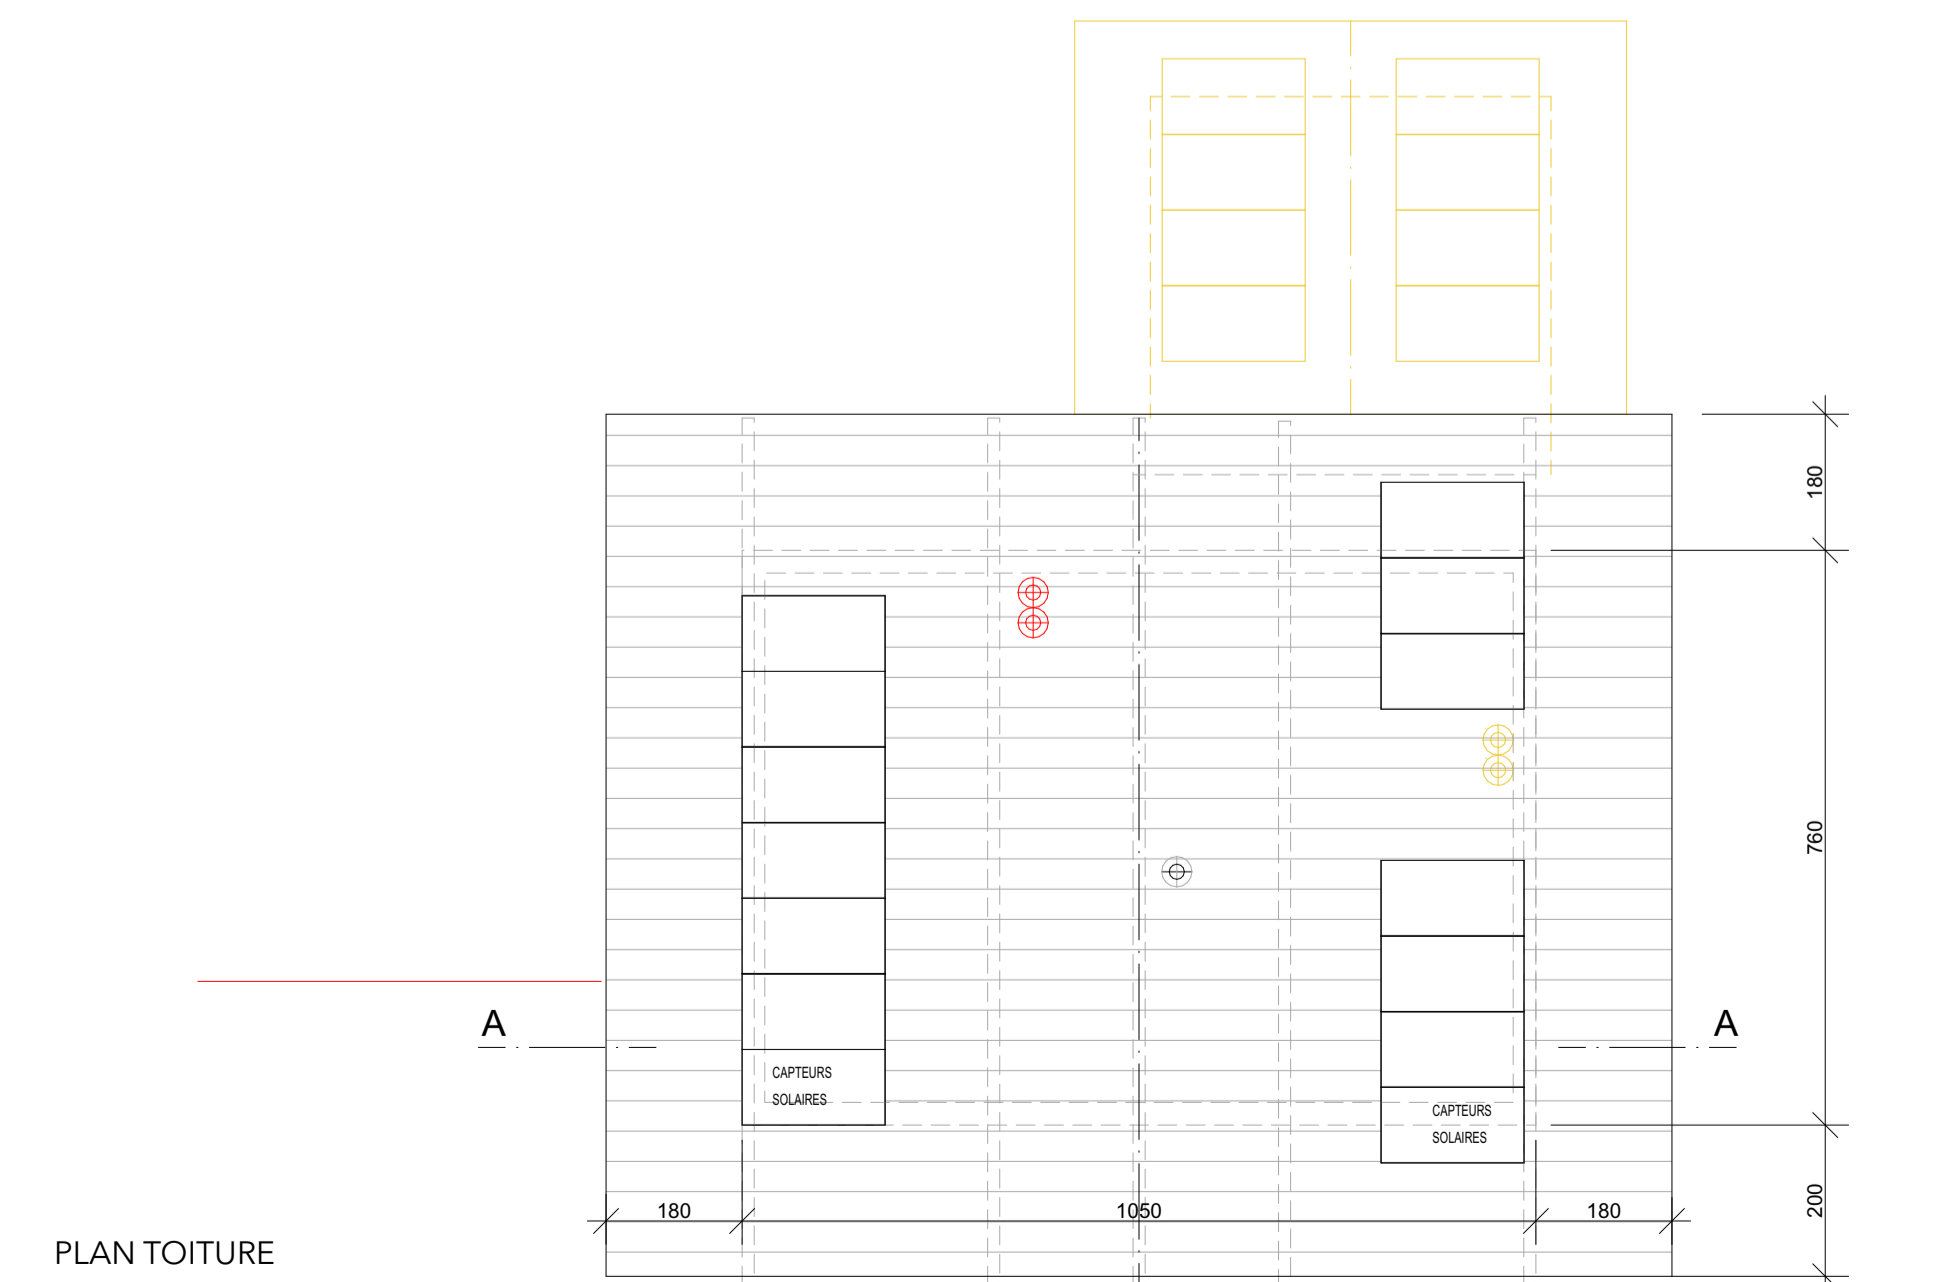 180
760
A
A
CAPTEURS
SOLAIRES
CAPTEURS
SOLAIRES
180
1050
180
200
PLAN TOITURE